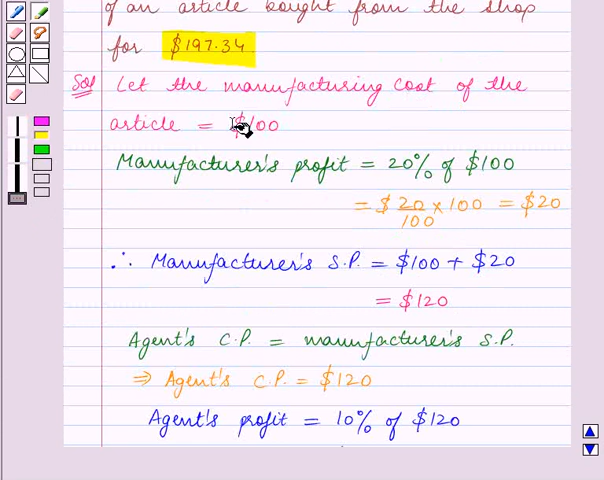 of an article bought from the shop
for $197.34
Sol Let the manufacturing cost of the
article = $100
Manufacturer's profit = 20% of $100
= $ 20/100 × 100 = $20
∴ Manufacturer's S.P. = $100 + $20
= $120
Agent's C.P. = manufacturer's S.P.
⇒ Agent's C.P. = $120
Agent's profit = 10% of $120